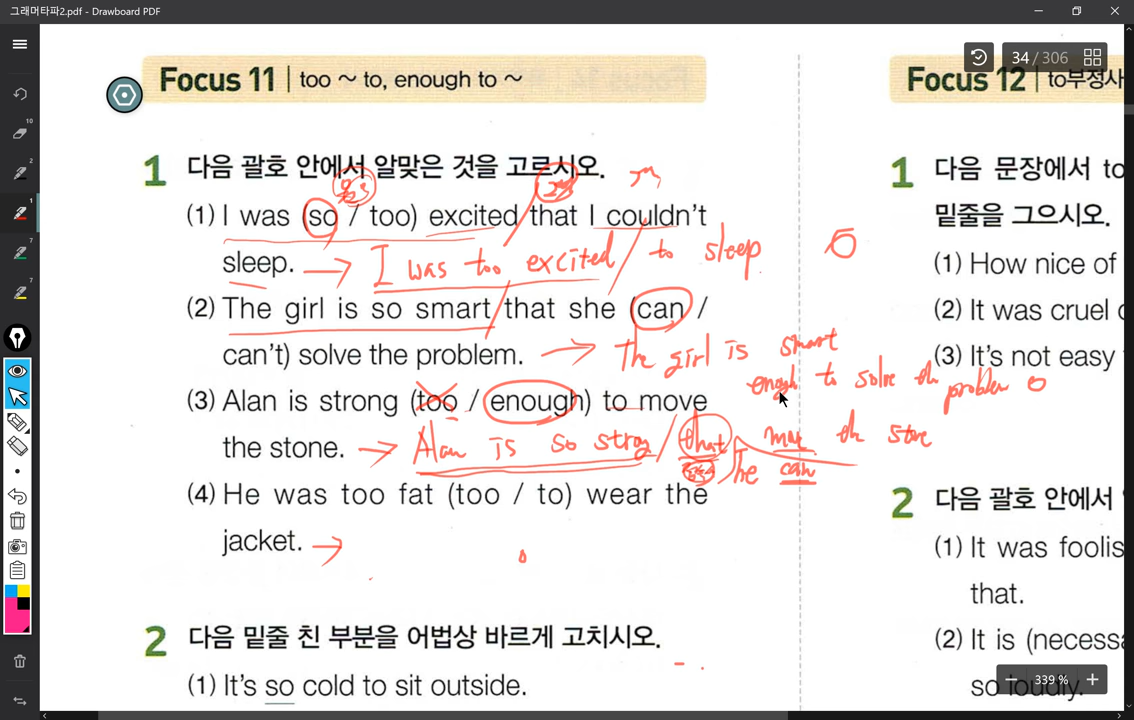 그래머타파2.pdf - Drawboard PDF
34 / 306
Focus 11 | too ~ to, enough to ~
1 다음 괄호 안에서 알맞은 것을 고르시오.
(1) I was (so / too) excited that I couldn't
sleep. → I was too excited / to sleep
(2) The girl is so smart that she (can /
can't) solve the problem. → The girl is smart
enough to solve the problem
(3) Alan is strong (too / enough) to move
the stone. → Alan is so strong / that move the stone
he can
(4) He was too fat (too / to) wear the
jacket. →
2 다음 밑줄 친 부분을 어법상 바르게 고치시오.
(1) It's so cold to sit outside.
Focus 12 | to부정사
1 다음 문장에서 to
밑줄을 그으시오.
(1) How nice of
(2) It was cruel
(3) It's not easy
2 다음 괄호 안에서
(1) It was foolis
that.
(2) It is (necessa
so loudly.
339 %
10
2
1
7
7